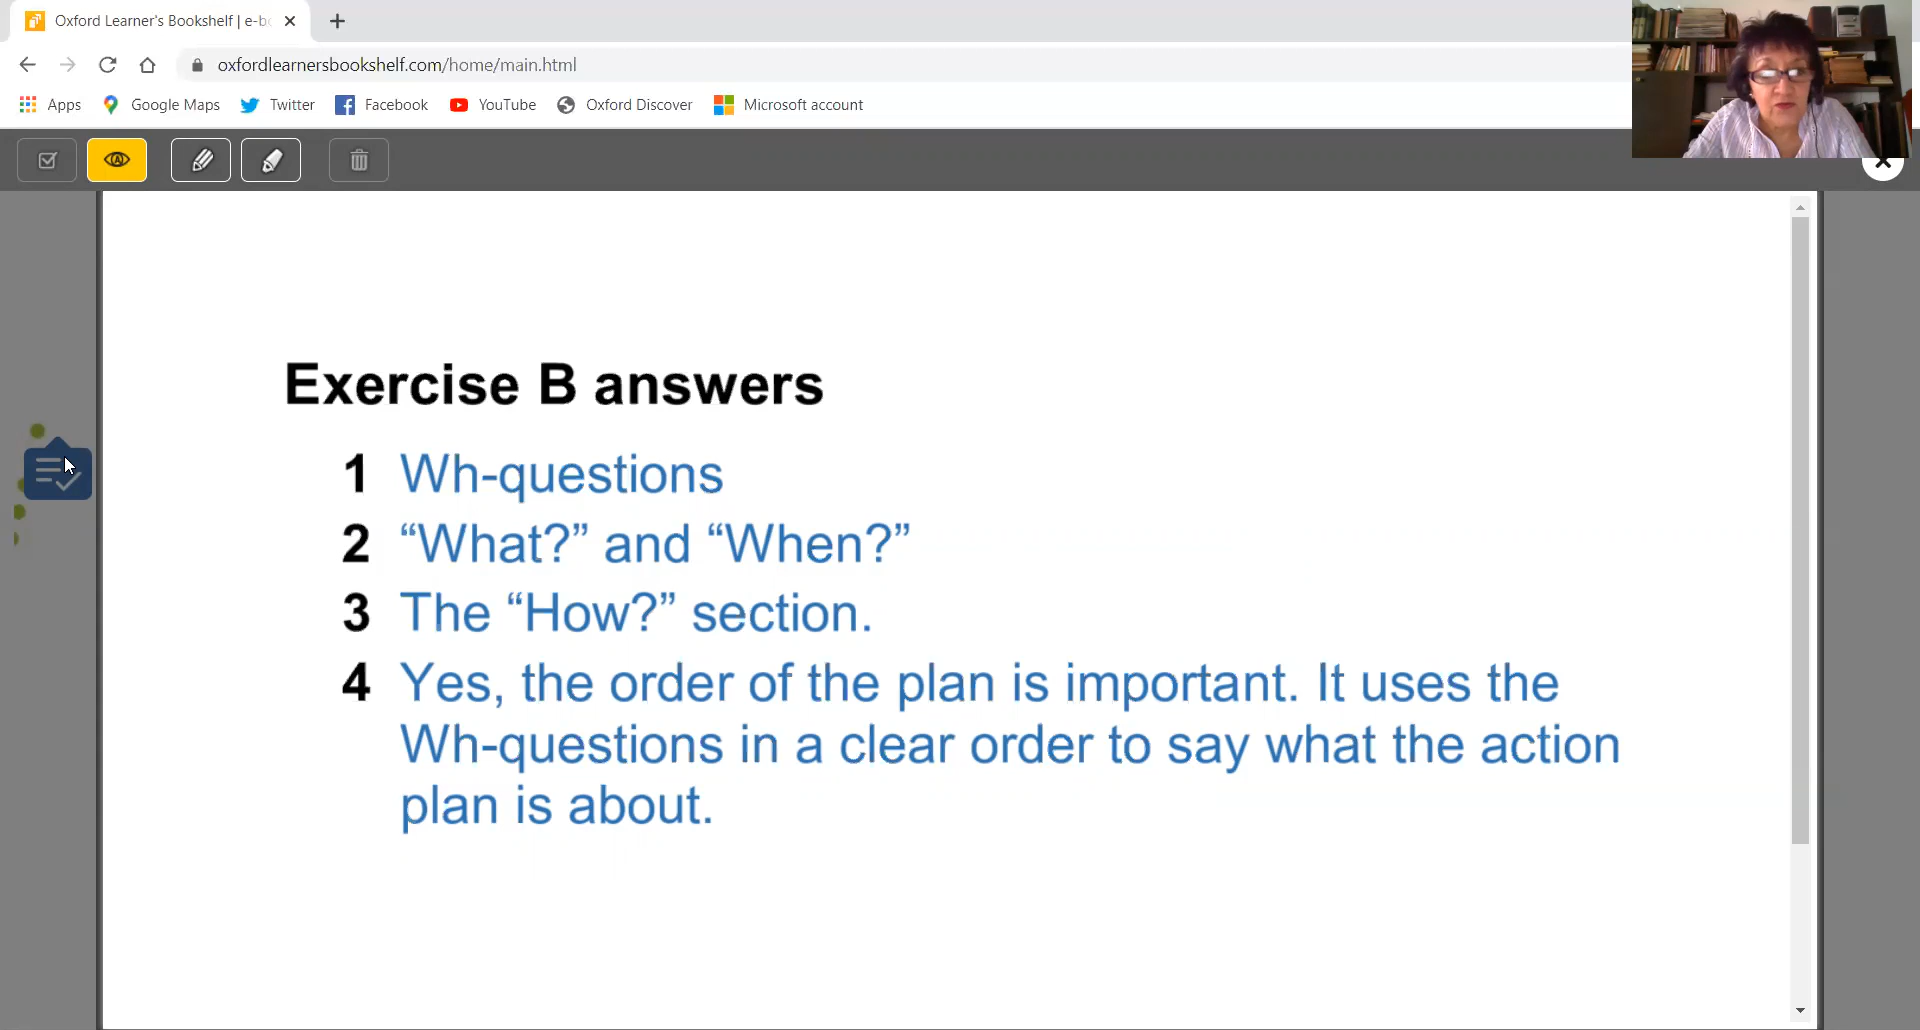 Oxford Learner's Bookshelf | e-b
oxfordlearnersbookshelf.com/home/main.html
Apps Google Maps Twitter Facebook YouTube Oxford Discover Microsoft account
Exercise B answers
1 Wh-questions
2 “What?” and “When?”
3 The “How?” section.
4 Yes, the order of the plan is important. It uses the
Wh-questions in a clear order to say what the action
plan is about.